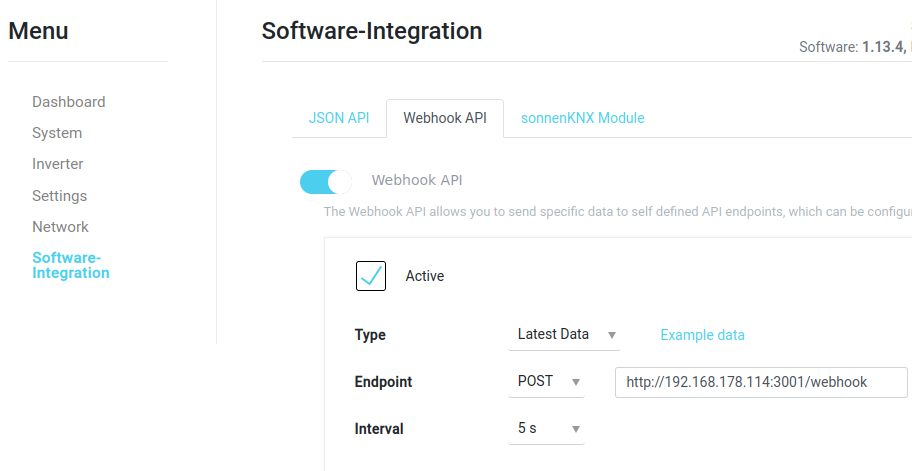 Menu
Software-Integration
Software: 1.13.4,
Dashboard
System
Inverter
Settings
Network
Software-
Integration
JSON API
Webhook API
sonnenKNX Module
Webhook API
The Webhook API allows you to send specific data to self defined API endpoints, which can be configu
Active
Type
Latest Data
Example data
Endpoint
POST
http://192.168.178.114:3001/webhook
Interval
5 s